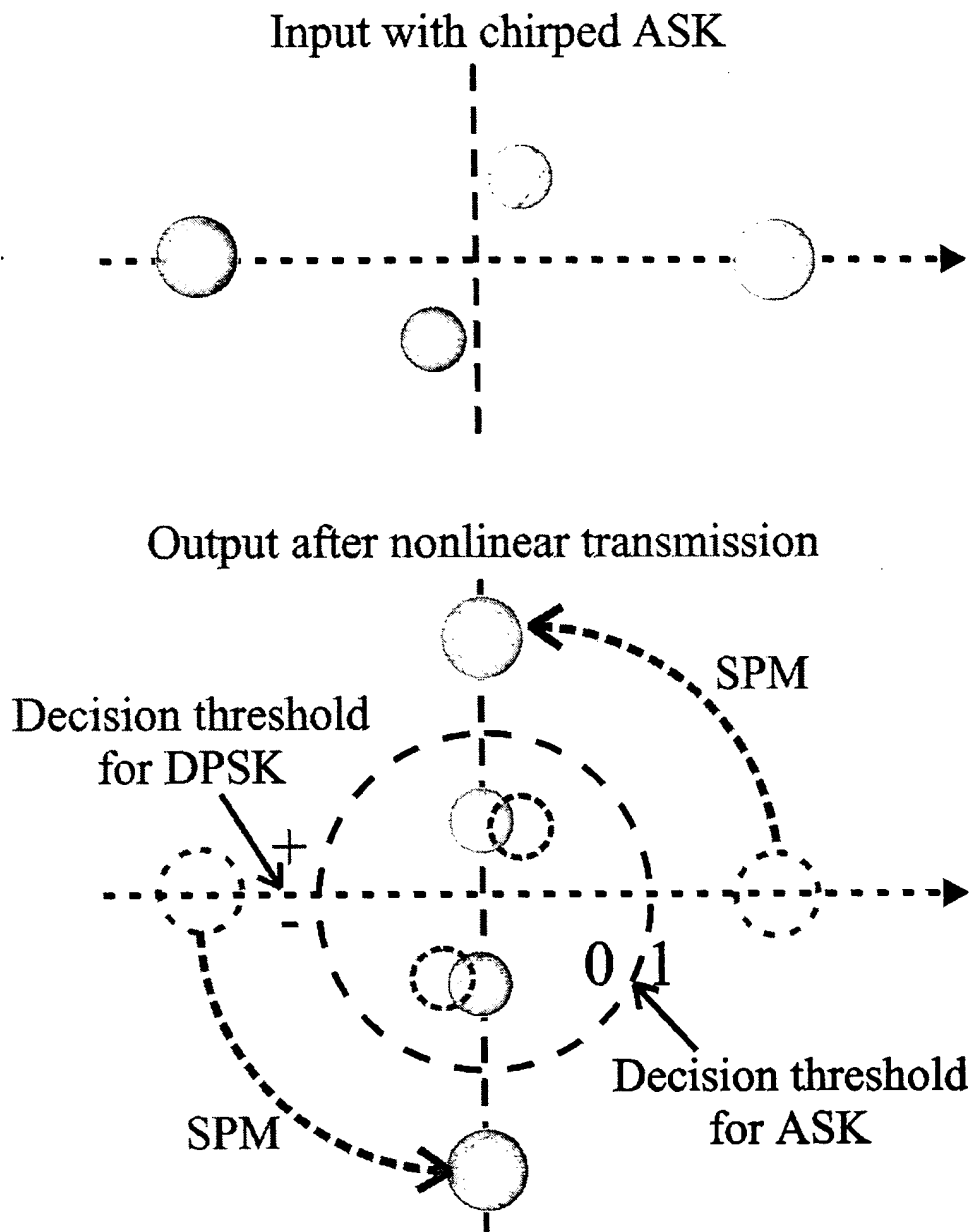 Input with chirped ASK
Output after nonlinear transmission
SPM
Decision threshold
for DPSK
+
-
0 1
Decision threshold
for ASK
SPM